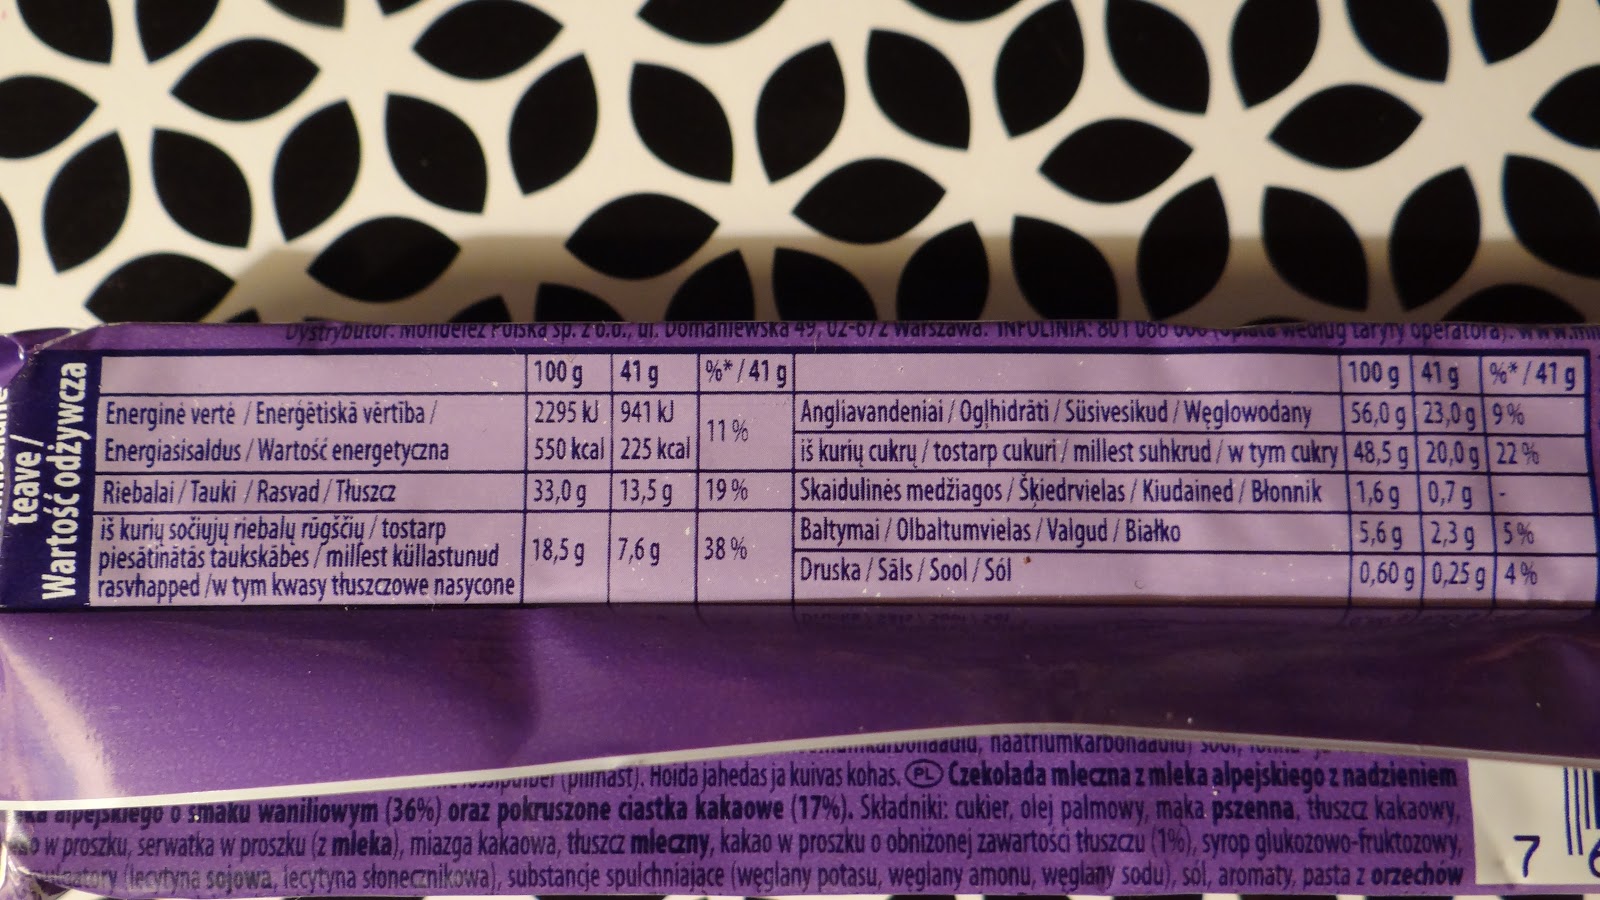 Dystrybutor: Mondelez Polska Sp. z o.o., ul. Domaniewska 49, 02-672 Warszawa. INFOLINIA: 801 (opłata według taryfy operatora).
teave /
Wartość odżywcza
100 g 41 g %* / 41 g
Energinė vertė / Enerģētiskā vērtība /
Energiasisaldus / Wartość energetyczna
2295 kJ 941 kJ
550 kcal 225 kcal
11 %
Riebalai / Tauki / Rasvad / Tłuszcz 33,0 g 13,5 g 19 %
iš kurių sočiųjų riebalų rūgščių / tostarp
piesātinātās taukskābes / millest küllastunud
rasvhapped /w tym kwasy tłuszczowe nasycone
18,5 g 7,6 g 38 %
100 g 41 g %* / 41 g
Angliavandeniai / Ogļhidrāti / Süsivesikud / Węglowodany 56,0 g 23,0 g 9 %
iš kurių cukrų / tostarp cukuri / millest suhkrud / w tym cukry 48,5 g 20,0 g 22 %
Skaidulinės medžiagos / Šķiedrvielas / Kiudained / Błonnik 1,6 g 0,7 g -
Baltymai / Olbaltumvielas / Valgud / Białko 5,6 g 2,3 g 5 %
Druska / Sāls / Sool / Sól 0,60 g 0,25 g 4 %
naatriumkarbonaadid)
(piimast). Hoida jahedas ja kuivas kohas. PL Czekolada mleczna z mleka alpejskiego z nadzieniem
alpejskiego o smaku waniliowym (36%) oraz pokruszone ciastka kakaowe (17%). Składniki: cukier, olej palmowy, mąka pszenna, tłuszcz kakaowy,
w proszku, serwatka w proszku (z mleka), miazga kakaowa, tłuszcz mleczny, kakao w proszku o obniżonej zawartości tłuszczu (1%), syrop glukozowo-fruktozowy,
(lecytyna sojowa, lecytyna słonecznikowa), substancje spulchniające (węglany potasu, węglany amonu, węglany sodu), sól, aromaty, pasta z orzechów
7